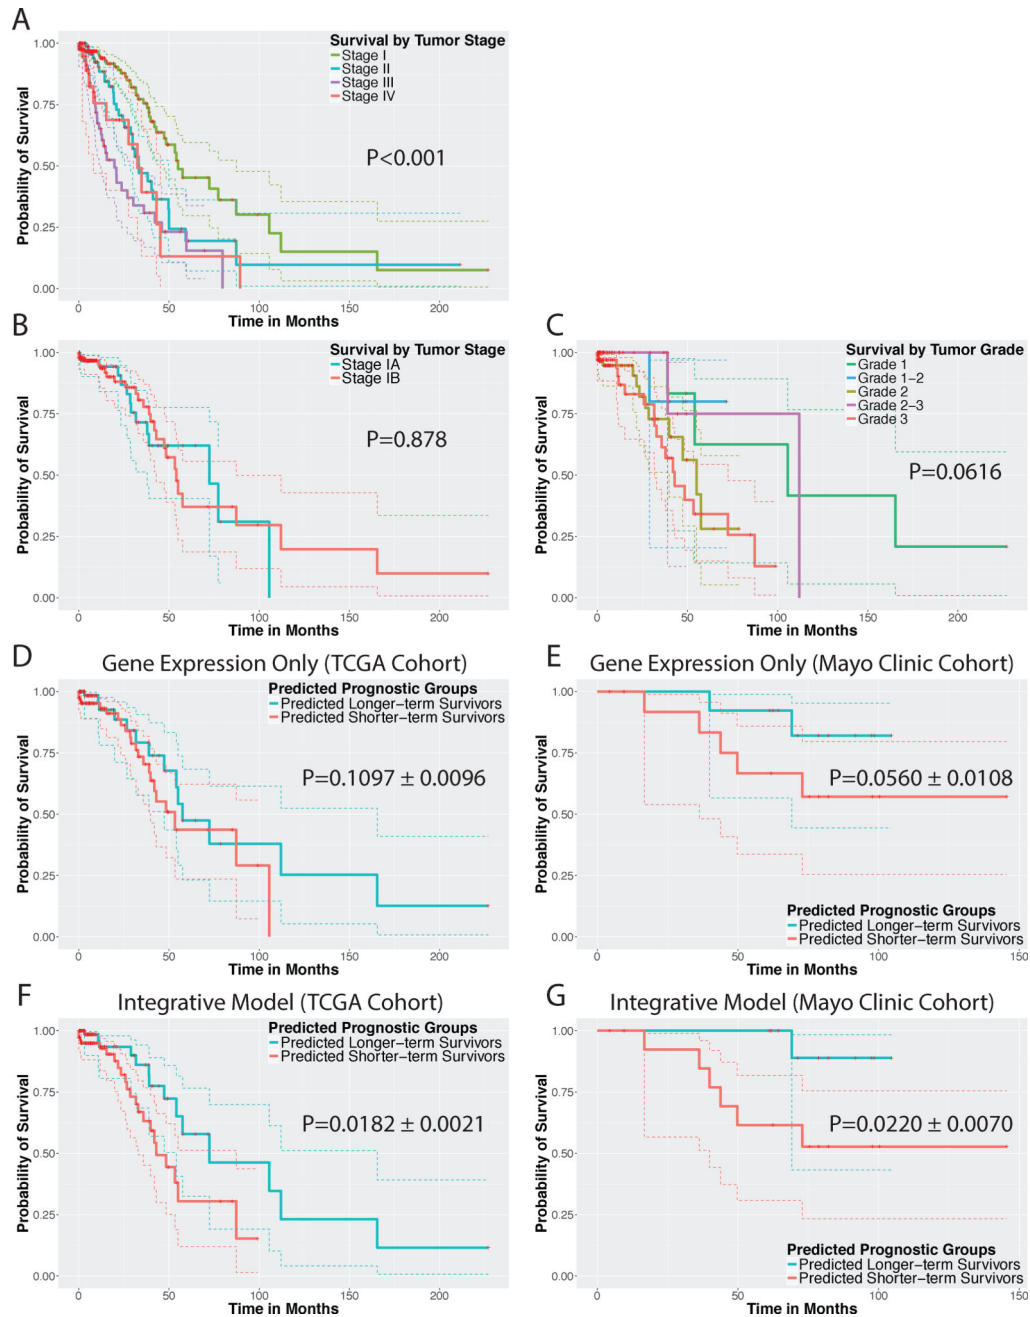 A
Survival by Tumor Stage
Stage I
Stage II
Stage III
Stage IV
P<0.001
Probability of Survival
1.00
0.75
0.50
0.25
0.00
0
50
100
150
200
Time in Months
B
Survival by Tumor Stage
Stage IA
Stage IB
P=0.878
Probability of Survival
1.00
0.75
0.50
0.25
0.00
0
50
100
150
200
Time in Months
C
Survival by Tumor Grade
Grade 1
Grade 1–2
Grade 2
Grade 2–3
Grade 3
P=0.0616
Probability of Survival
1.00
0.75
0.50
0.25
0.00
0
50
100
150
200
Time in Months
D
Gene Expression Only (TCGA Cohort)
Predicted Prognostic Groups
Predicted Longer–term Survivors
Predicted Shorter–term Survivors
P=0.1097 ± 0.0096
Probability of Survival
1.00
0.75
0.50
0.25
0.00
0
50
100
150
200
Time in Months
E
Gene Expression Only (Mayo Clinic Cohort)
P=0.0560 ± 0.0108
Predicted Prognostic Groups
Predicted Longer–term Survivors
Predicted Shorter–term Survivors
Probability of Survival
1.00
0.75
0.50
0.25
0.00
0
50
100
150
Time in Months
F
Integrative Model (TCGA Cohort)
Predicted Prognostic Groups
Predicted Longer–term Survivors
Predicted Shorter–term Survivors
P=0.0182 ± 0.0021
Probability of Survival
1.00
0.75
0.50
0.25
0.00
0
50
100
150
200
Time in Months
G
Integrative Model (Mayo Clinic Cohort)
P=0.0220 ± 0.0070
Predicted Prognostic Groups
Predicted Longer–term Survivors
Predicted Shorter–term Survivors
Probability of Survival
1.00
0.75
0.50
0.25
0.00
0
50
100
150
Time in Months